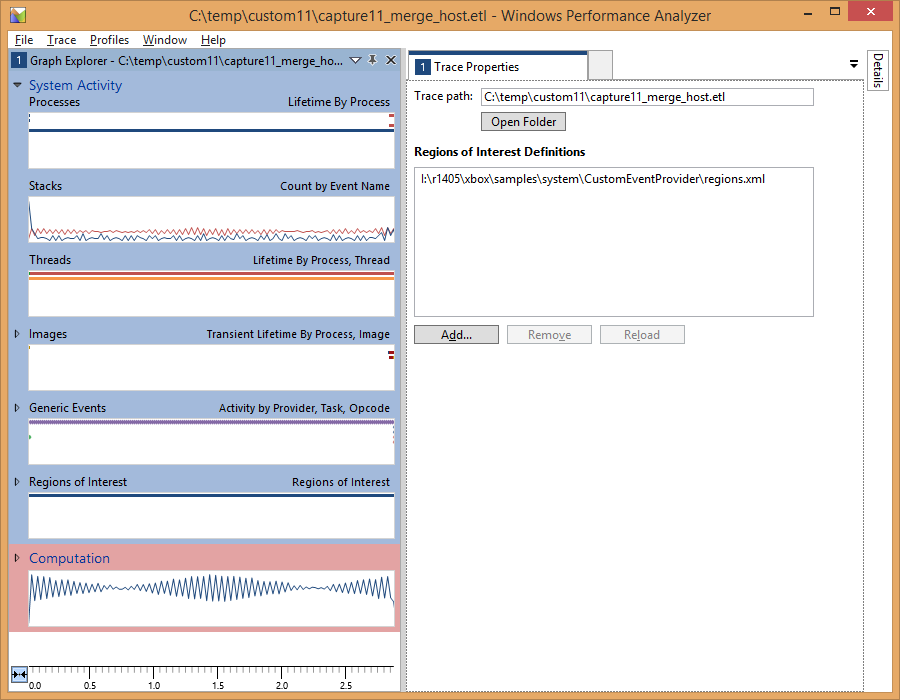 C:\temp\custom11\capture11_merge_host.etl - Windows Performance Analyzer
File Trace Profiles Window Help
1 Graph Explorer - C:\temp\custom11\capture11_merge_ho...
System Activity
Processes Lifetime By Process
Stacks Count by Event Name
Threads Lifetime By Process, Thread
Images Transient Lifetime By Process, Image
Generic Events Activity by Provider, Task, Opcode
Regions of Interest Regions of Interest
Computation
0.0 0.5 1.0 1.5 2.0 2.5
1 Trace Properties
Trace path: C:\temp\custom11\capture11_merge_host.etl
Open Folder
Regions of Interest Definitions
I:\r1405\xbox\samples\system\CustomEventProvider\regions.xml
Add... Remove Reload
Details